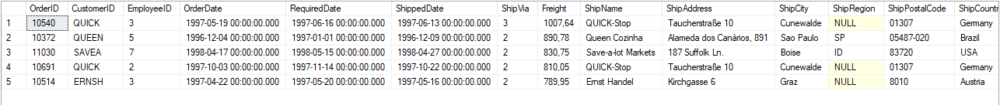 OrderID CustomerID EmployeeID OrderDate RequiredDate ShippedDate ShipVia Freight ShipName ShipAddress ShipCity ShipRegion ShipPostalCode ShipCountr
1 10540 QUICK 3 1997-05-19 00:00:00.000 1997-06-16 00:00:00.000 1997-06-13 00:00:00.000 3 1007,64 QUICK-Stop Taucherstraße 10 Cunewalde NULL 01307 Germany
2 10372 QUEEN 5 1996-12-04 00:00:00.000 1997-01-01 00:00:00.000 1996-12-09 00:00:00.000 2 890,78 Queen Cozinha Alameda dos Canàrios, 891 Sao Paulo SP 05487-020 Brazil
3 11030 SAVEA 7 1998-04-17 00:00:00.000 1998-05-15 00:00:00.000 1998-04-27 00:00:00.000 2 830,75 Save-a-lot Markets 187 Suffolk Ln. Boise ID 83720 USA
4 10691 QUICK 2 1997-10-03 00:00:00.000 1997-11-14 00:00:00.000 1997-10-22 00:00:00.000 2 810,05 QUICK-Stop Taucherstraße 10 Cunewalde NULL 01307 Germany
5 10514 ERNSH 3 1997-04-22 00:00:00.000 1997-05-20 00:00:00.000 1997-05-16 00:00:00.000 2 789,95 Ernst Handel Kirchgasse 6 Graz NULL 8010 Austria